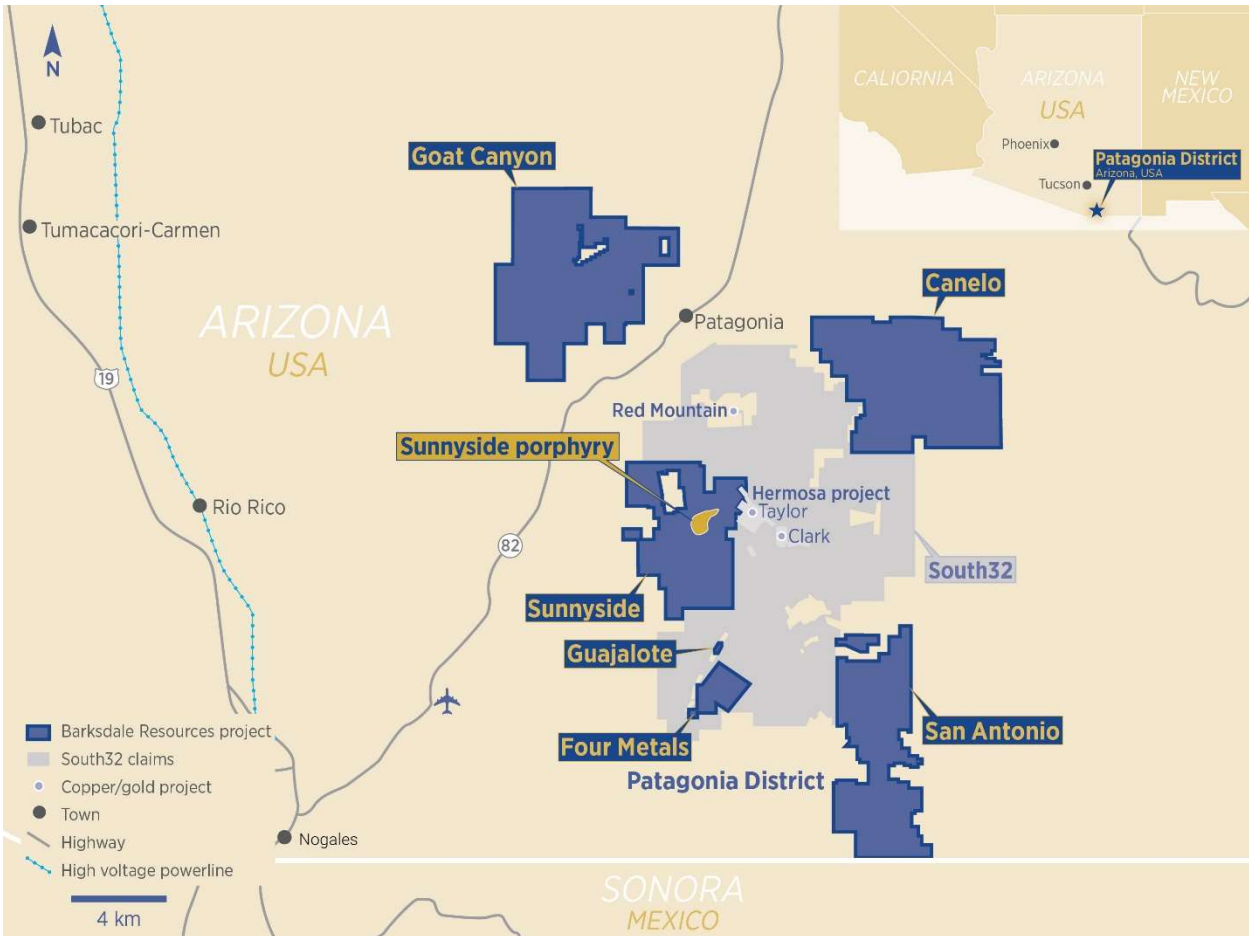 N
Tubac
Tumacacori-Carmen
ARIZONA
USA
19
Rio Rico
Goat Canyon
Patagonia
Canelo
Red Mountain
Sunnyside porphyry
Hermosa project
Taylor
Clark
82
South32
Sunnyside
Guajalote
Four Metals
San Antonio
Patagonia District
Nogales
SONORA
MEXICO
CALIORNIA
ARIZONA
USA
NEW
MEXICO
Phoenix
Tucson
Patagonia District
Arizona, USA
Barksdale Resources project
South32 claims
Copper/gold project
Town
Highway
High voltage powerline
4 km